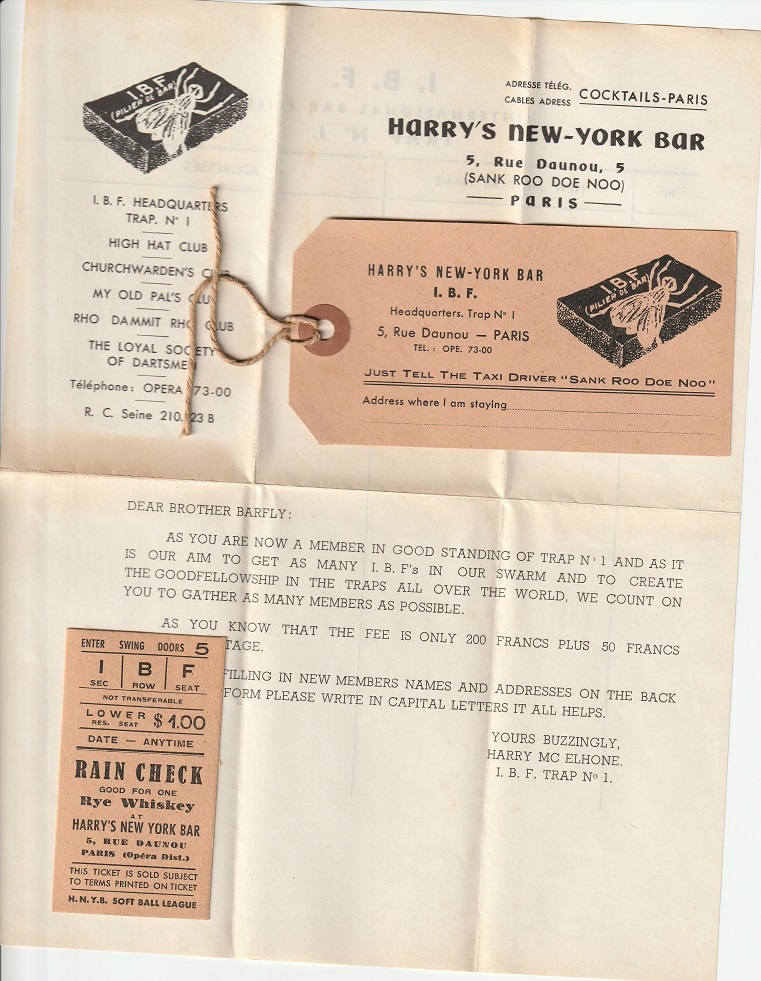 I.B.F.
(PILIER DE BAR)
I. B. F. HEADQUARTERS
TRAP. N° 1
HIGH HAT CLUB
CHURCHWARDEN'S
MY OLD PAL'S
RHO DAMMIT RHO CLUB
THE LOYAL SOCIETY
OF DARTSMEN
Téléphone : OPERA 73-00
R. C. Seine 210. 23 B
ADRESSE TÉLÉG.
CABLES ADRESS COCKTAILS-PARIS
HARRY'S NEW-YORK BAR
5, Rue Daunou, 5
(SANK ROO DOE NOO)
PARIS
HARRY'S NEW-YORK BAR
I. B. F.
Headquarters. Trap N° 1
5, Rue Daunou — PARIS
TEL. : OPE. 73-00
I.B.F.
(PILIER DE BAR)
JUST TELL THE TAXI DRIVER "SANK ROO DOE NOO"
Address where I am staying
DEAR BROTHER BARFLY:
AS YOU ARE NOW A MEMBER IN GOOD STANDING OF TRAP N° 1 AND AS IT
IS OUR AIM TO GET AS MANY I. B. F's IN OUR SWARM AND TO CREATE
THE GOODFELLOWSHIP IN THE TRAPS ALL OVER THE WORLD, WE COUNT ON
YOU TO GATHER AS MANY MEMBERS AS POSSIBLE.
AS YOU KNOW THAT THE FEE IS ONLY 200 FRANCS PLUS 50 FRANCS
TAGE.
FILLING IN NEW MEMBERS NAMES AND ADDRESSES ON THE BACK
FORM PLEASE WRITE IN CAPITAL LETTERS IT ALL HELPS.
YOURS BUZZINGLY,
HARRY MC ELHONE.
I. B. F. TRAP No 1.
ENTER SWING DOORS 5
I B F
SEC ROW SEAT
NOT TRANSFERABLE
LOWER $1.00
RES. SEAT
DATE — ANYTIME
RAIN CHECK
GOOD FOR ONE
Rye Whiskey
AT
HARRY'S NEW YORK BAR
5, RUE DAUNOU
PARIS (Opéra Dist.)
THIS TICKET IS SOLD SUBJECT
TO TERMS PRINTED ON TICKET
H.N.Y.B. SOFT BALL LEAGUE